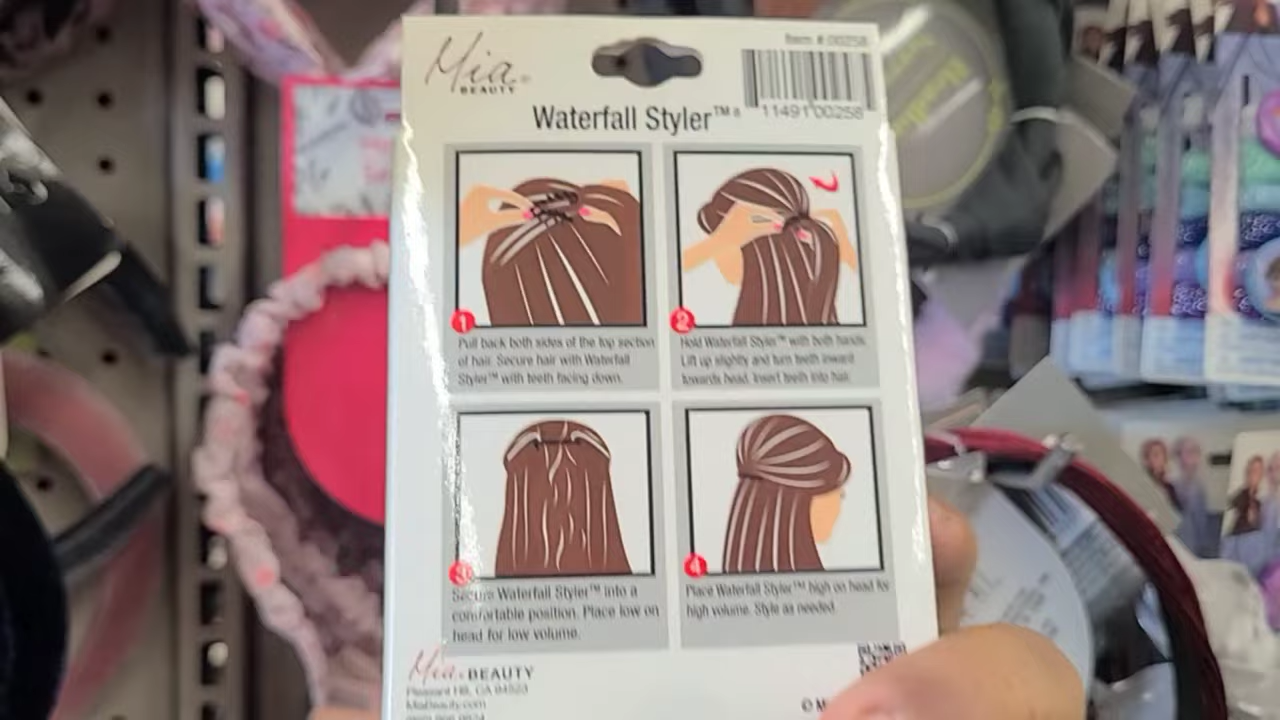 Mia
BEAUTY
Item # 00258
11491 00258
Waterfall Styler™®
1
Pull back both sides of the top section
of hair. Secure hair with Waterfall
Styler™ with teeth facing down.
2
Hold Waterfall Styler™ with both hands.
Lift up slightly and turn teeth inward
towards head. Insert teeth into hair.
3
Secure Waterfall Styler™ into a
comfortable position. Place low on
head for low volume.
4
Place Waterfall Styler™ high on head for
high volume. Style as needed.
Mia BEAUTY
Pleasant Hill, CA 94523
MiaBeauty.com
©